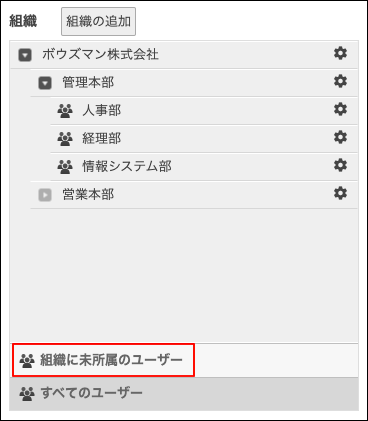 組織 組織の追加
ボウズマン株式会社
管理本部
人事部
経理部
情報システム部
営業本部
組織に未所属のユーザー
すべてのユーザー